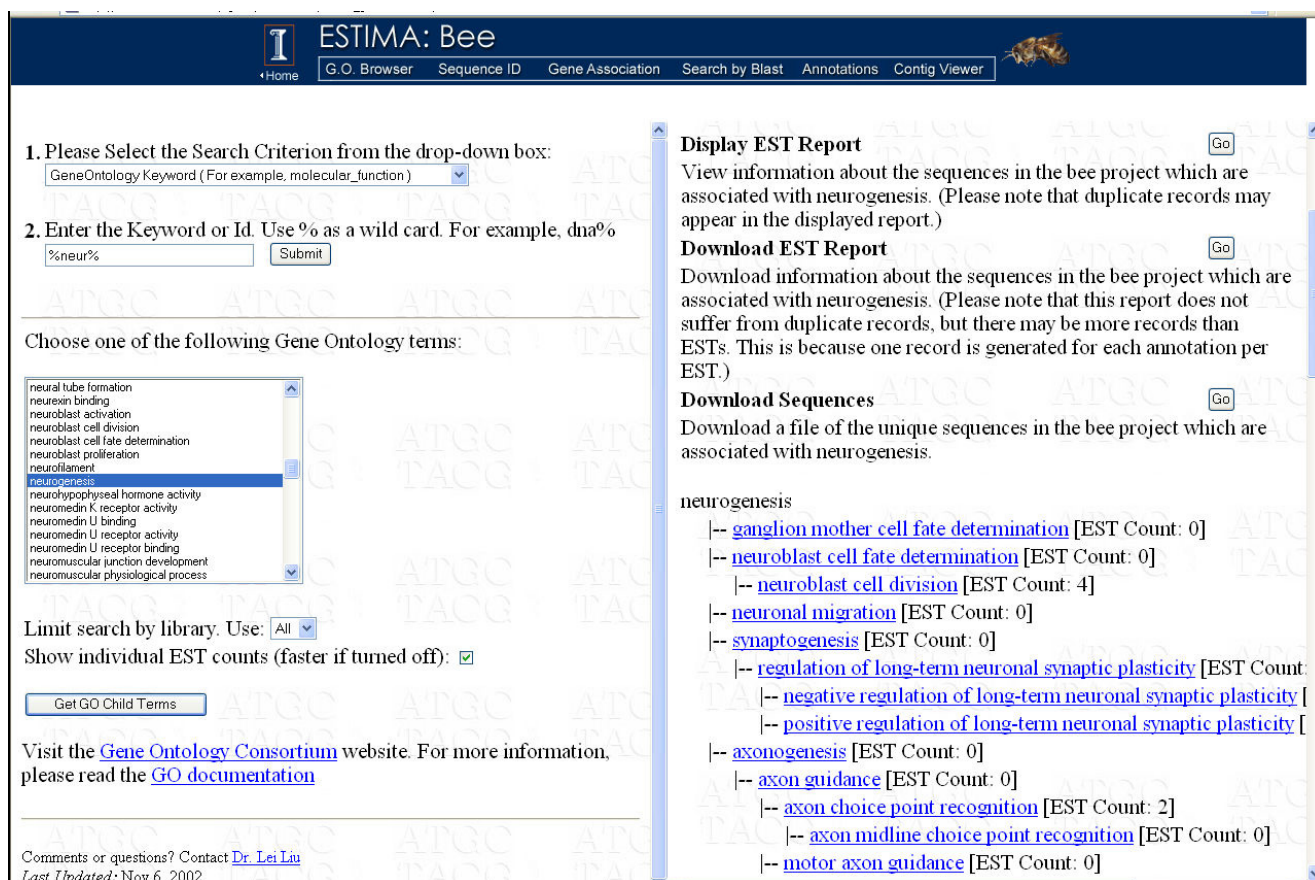 ESTIMA: Bee
Home
G.O. Browser Sequence ID Gene Association Search by Blast Annotations Contig Viewer
1. Please Select the Search Criterion from the drop-down box:
GeneOntology Keyword ( For example, molecular_function )
2. Enter the Keyword or Id. Use % as a wild card. For example, dna%
%neur%
Submit
Choose one of the following Gene Ontology terms:
neural tube formation
neurexin binding
neuroblast activation
neuroblast cell division
neuroblast cell fate determination
neuroblast proliferation
neurofilament
neurogenesis
neurohypophyseal hormone activity
neuromedin K receptor activity
neuromedin U binding
neuromedin U receptor activity
neuromedin U receptor binding
neuromuscular junction development
neuromuscular physiological process
Limit search by library. Use: All
Show individual EST counts (faster if turned off):
Get GO Child Terms
Visit the Gene Ontology Consortium website. For more information,
please read the GO documentation
Comments or questions? Contact Dr. Lei Liu
Last Updated: Nov 6, 2002
Display EST Report Go
View information about the sequences in the bee project which are
associated with neurogenesis. (Please note that duplicate records may
appear in the displayed report.)
Download EST Report Go
Download information about the sequences in the bee project which are
associated with neurogenesis. (Please note that this report does not
suffer from duplicate records, but there may be more records than
ESTs. This is because one record is generated for each annotation per
EST.)
Download Sequences Go
Download a file of the unique sequences in the bee project which are
associated with neurogenesis.
neurogenesis
|-- ganglion mother cell fate determination [EST Count: 0]
|-- neuroblast cell fate determination [EST Count: 0]
|-- neuroblast cell division [EST Count: 4]
|-- neuronal migration [EST Count: 0]
|-- synaptogenesis [EST Count: 0]
|-- regulation of long-term neuronal synaptic plasticity [EST Count:
|-- negative regulation of long-term neuronal synaptic plasticity [
|-- positive regulation of long-term neuronal synaptic plasticity [
|-- axonogenesis [EST Count: 0]
|-- axon guidance [EST Count: 0]
|-- axon choice point recognition [EST Count: 2]
|-- axon midline choice point recognition [EST Count: 0]
|-- motor axon guidance [EST Count: 0]